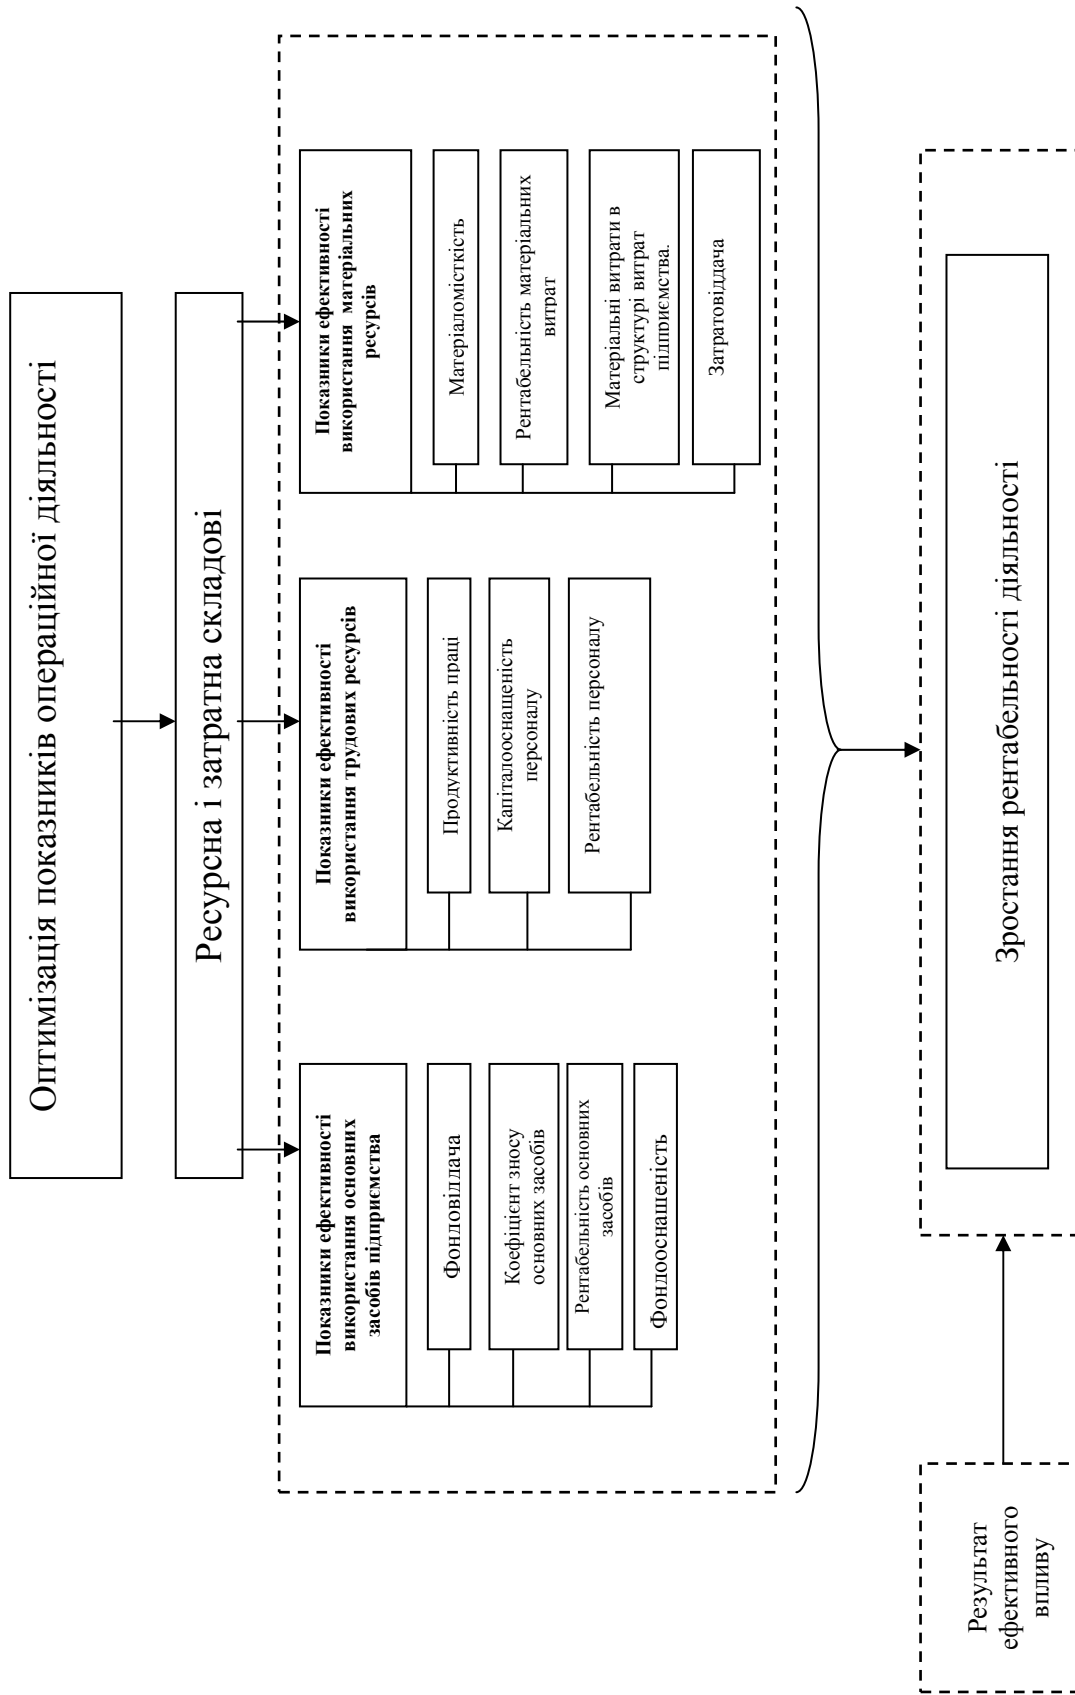 Оптимізація показників операційної діяльності
Ресурсна і затратна складові
Показники ефективності
використання основних
засобів підприємства
Фондовіддача
Коефіцієнт зносу
основних засобів
Рентабельність основних
засобів
Фондооснащеність
Показники ефективності
використання трудових ресурсів
Продуктивність праці
Капіталооснащеність
персоналу
Рентабельність персоналу
Показники ефективності
використання матеріальних
ресурсів
Матеріаломісткість
Рентабельність матеріальних
витрат
Матеріальні витрати в
структурі витрат
підприємства.
Затратовіддача
Результат
ефективного
впливу
Зростання рентабельності діяльності